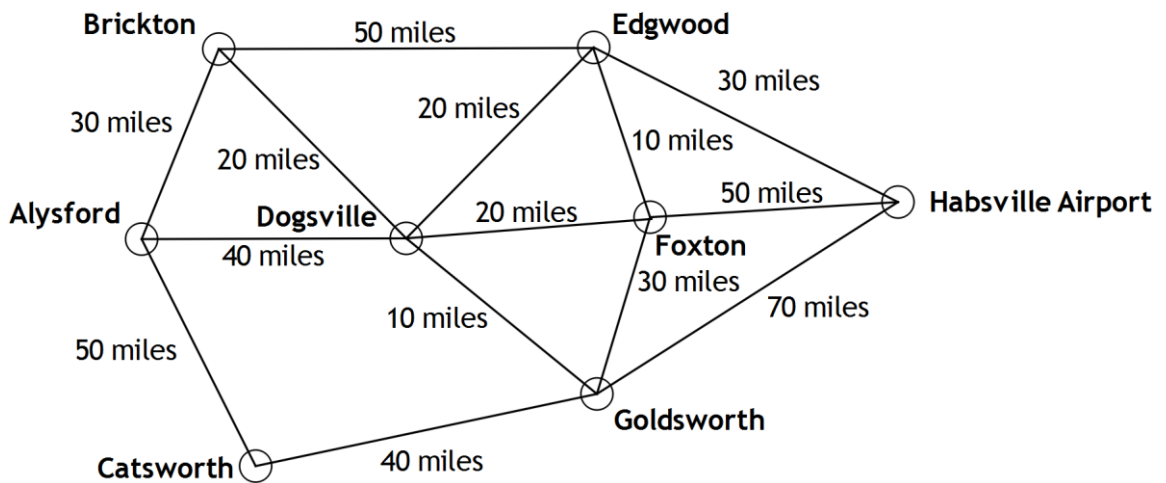 Brickton
50 miles
Edgwood
30 miles
30 miles
20 miles
10 miles
20 miles
50 miles
Habsville Airport
Alysford
Dogsville
20 miles
40 miles
Foxton
30 miles
10 miles
70 miles
50 miles
Goldsworth
Catsworth
40 miles